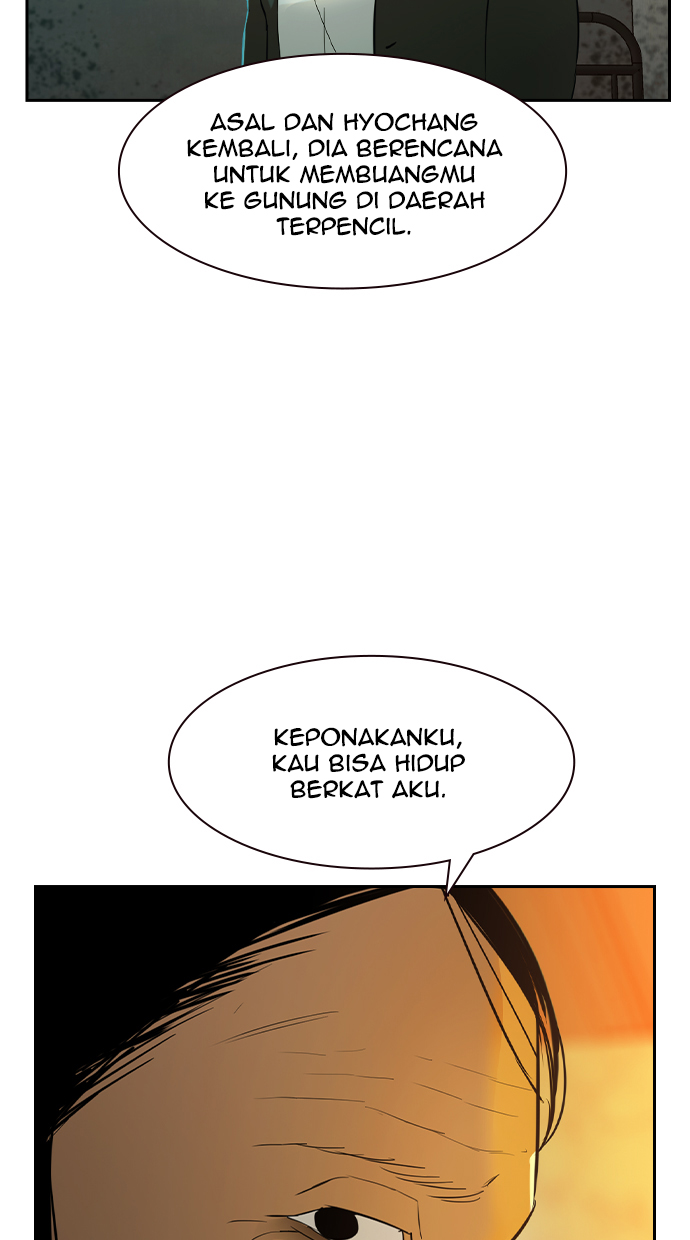 ASAL DAN HYOCHANG
KEMBALI, DIA BERENCANA
UNTUK MEMBUANGMU
KE GUNUNG DI DAERAH
TERPENCIL.
KEPONAKANKU,
KAU BISA HIDUP
BERKAT AKU.